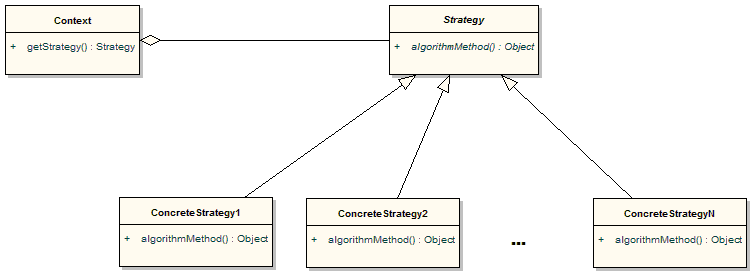 Context
+ getStrategy() : Strategy
Strategy
+ algorithmMethod() : Object
ConcreteStrategy1
+ algorithmMethod() : Object
ConcreteStrategy2
+ algorithmMethod() : Object
...
ConcreteStrategyN
+ algorithmMethod() : Object